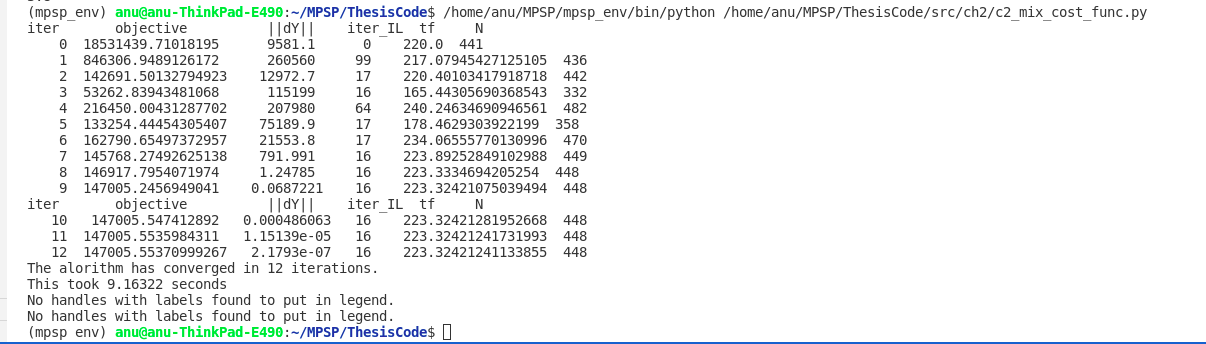 (mpsp_env) anu@anu-ThinkPad-E490:~/MPSP/ThesisCode$ /home/anu/MPSP/mpsp_env/bin/python /home/anu/MPSP/ThesisCode/src/ch2/c2_mix_cost_func.py
iter objective ||dY|| iter_IL tf N
0 18531439.71018195 9581.1 0 220.0 441
1 846306.9489126172 260560 99 217.07945427125105 436
2 142691.50132794923 12972.7 17 220.40103417918718 442
3 53262.83943481068 115199 16 165.44305690368543 332
4 216450.00431287702 207980 64 240.24634690946561 482
5 133254.44454305407 75189.9 17 178.4629303922199 358
6 162790.65497372957 21553.8 17 234.06555770130996 470
7 145768.27492625138 791.991 16 223.89252849102988 449
8 146917.7954071974 1.24785 16 223.3334694205254 448
9 147005.2456949041 0.0687221 16 223.32421075039494 448
iter objective ||dY|| iter_IL tf N
10 147005.547412892 0.000486063 16 223.32421281952668 448
11 147005.5535984311 1.15139e-05 16 223.32421241731993 448
12 147005.55370999267 2.1793e-07 16 223.32421241133855 448
The alorithm has converged in 12 iterations.
This took 9.16322 seconds
No handles with labels found to put in legend.
No handles with labels found to put in legend.
(mpsp_env) anu@anu-ThinkPad-E490:~/MPSP/ThesisCode$